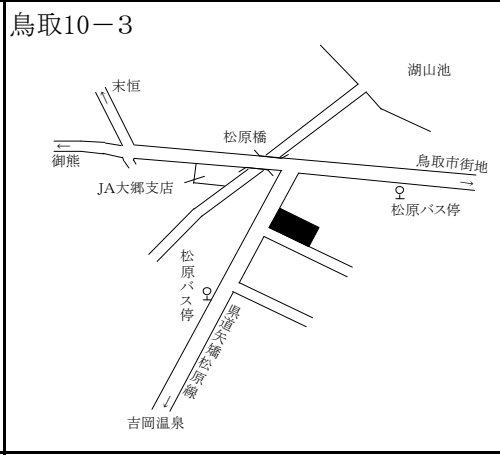 鳥取10－3
湖山池
末恒
松原橋
御熊
鳥取市街地
JA大郷支店
松原バス停
松原バス停
県道矢矯松原線
吉岡温泉